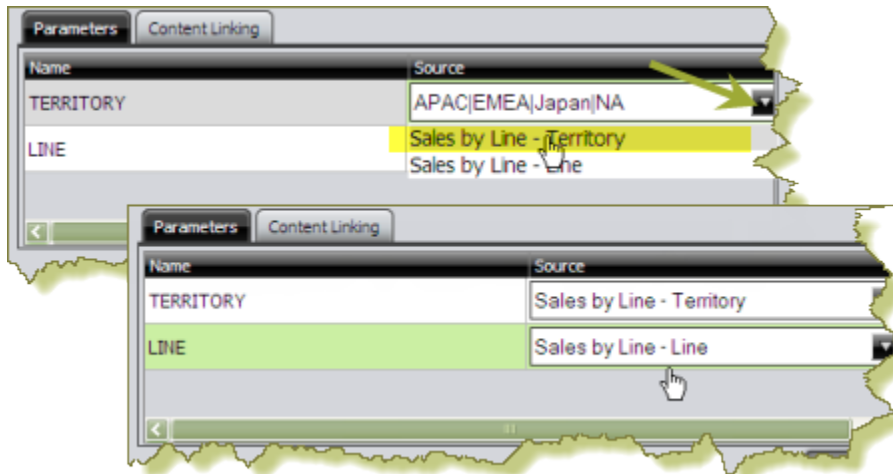 Parameters Content Linking
Name Source
TERRITORY APAC|EMEA|Japan|NA
LINE Sales by Line - Territory
Sales by Line - Line
Parameters Content Linking
Name Source
TERRITORY Sales by Line - Territory
LINE Sales by Line - Line